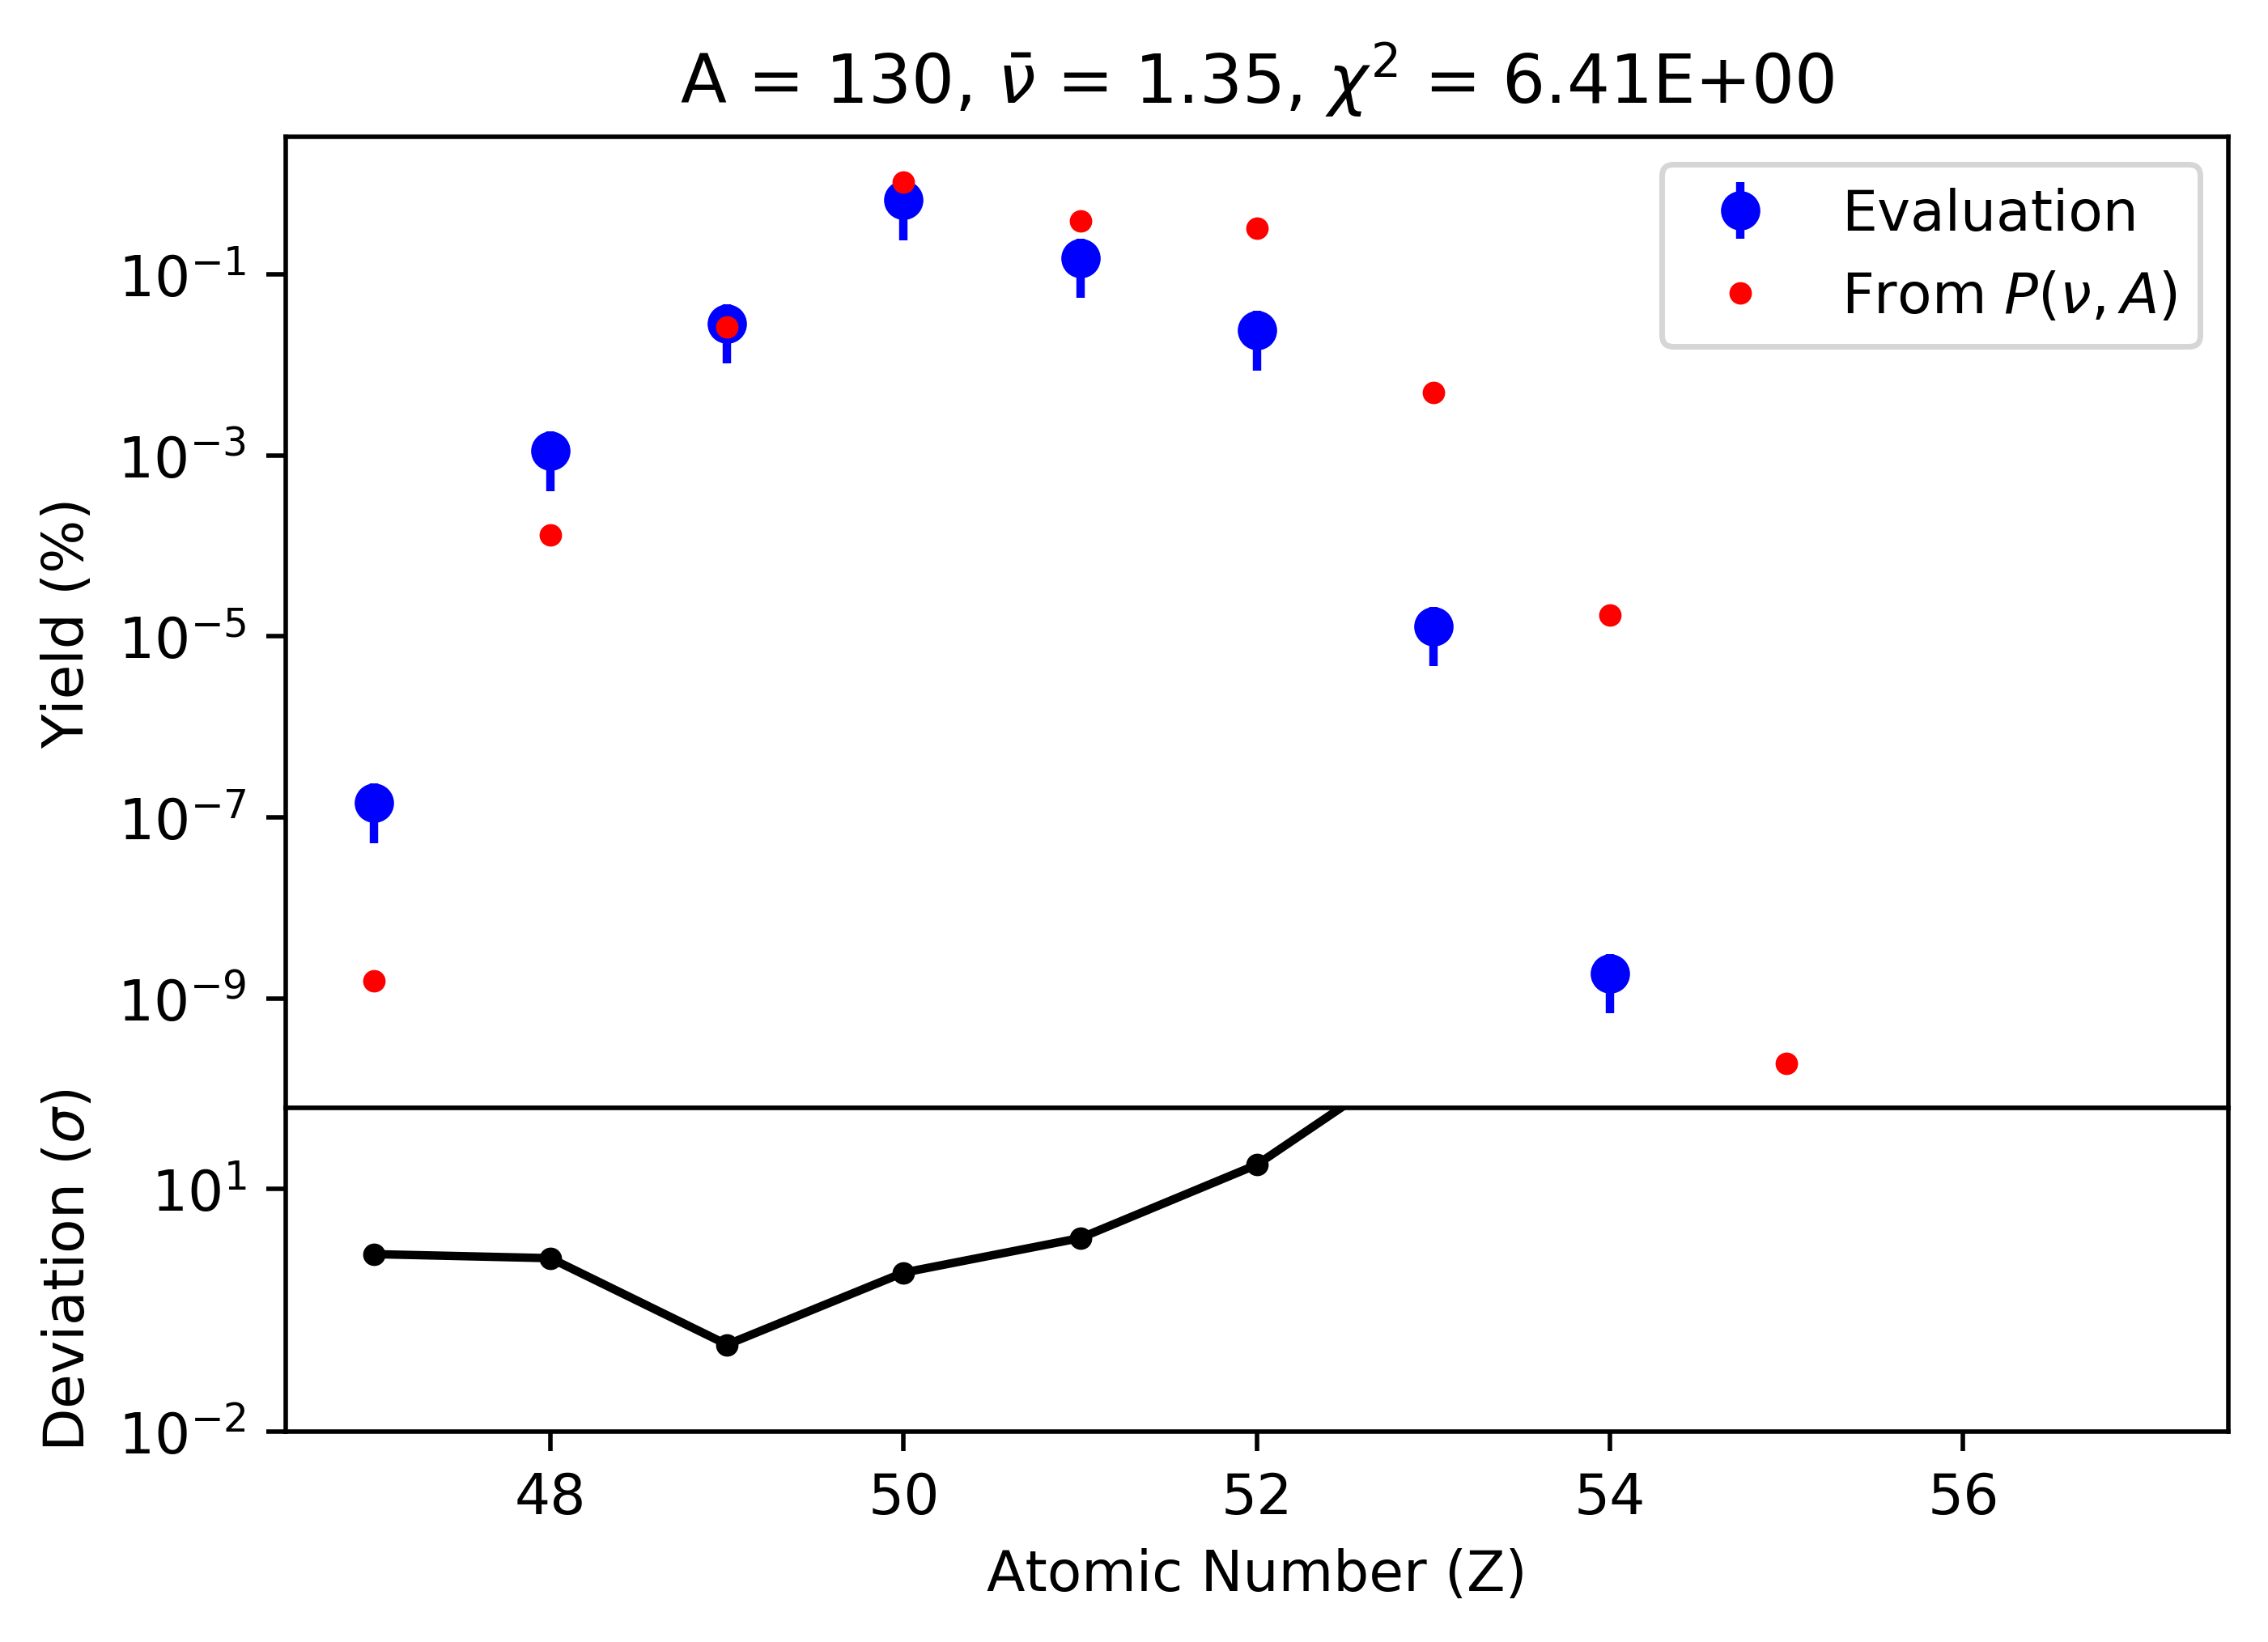 A = 130, ν̄ = 1.35, χ² = 6.41E+00
Evaluation
From P(ν, A)
Yield (%)
10⁻¹
10⁻³
10⁻⁵
10⁻⁷
10⁻⁹
Deviation (σ)
10¹
10⁻²
48 50 52 54 56
Atomic Number (Z)